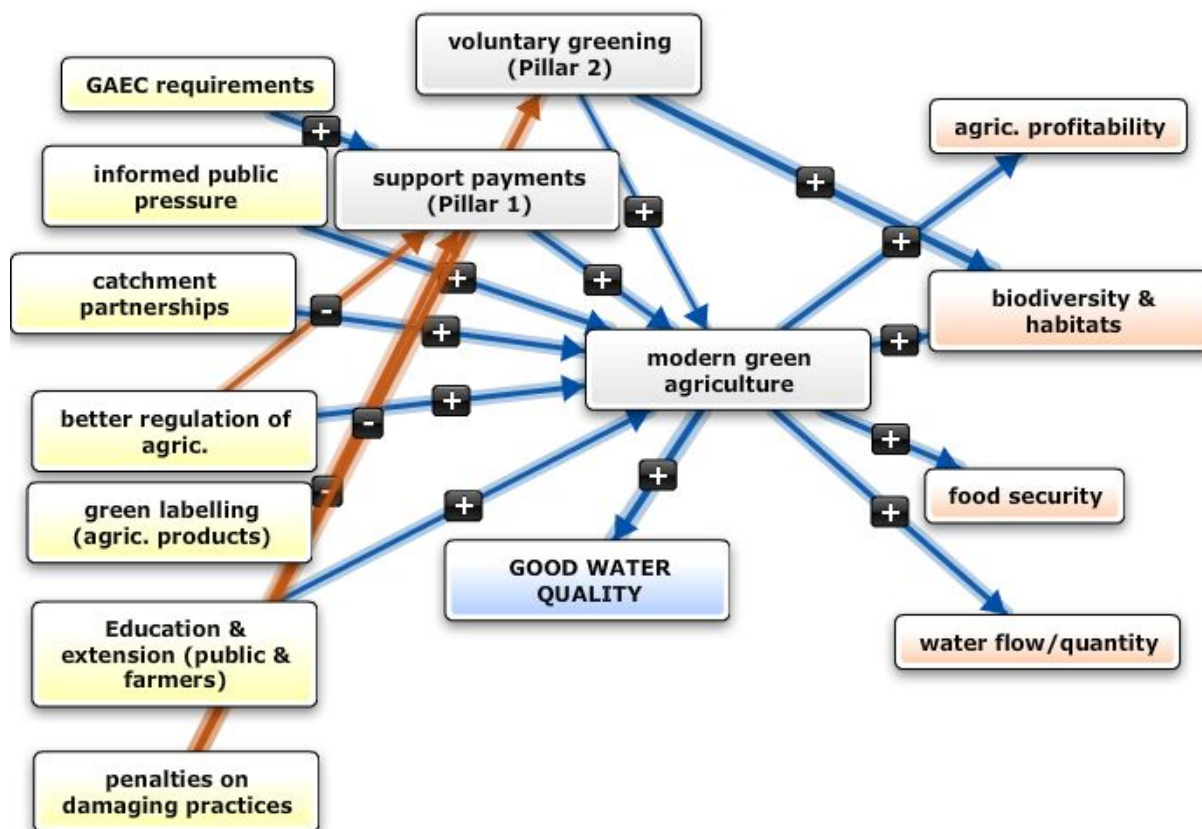 voluntary greening
(Pillar 2)
GAEC requirements
+
agric. profitability
informed public
pressure
support payments
(Pillar 1)
+
+
+
catchment
partnerships
+
+
biodiversity &
habitats
-
+
modern green
agriculture
+
better regulation of
agric.
+
-
+
green labelling
(agric. products)
-
+
+
food security
+
GOOD WATER
QUALITY
Education &
extension (public &
farmers)
water flow/quantity
penalties on
damaging practices